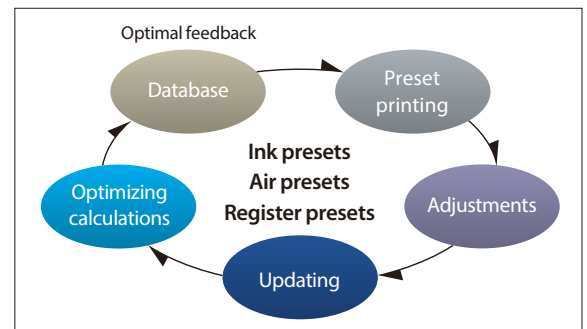 Optimal feedback
Database
Preset
printing
Ink presets
Air presets
Register presets
Optimizing
calculations
Adjustments
Updating